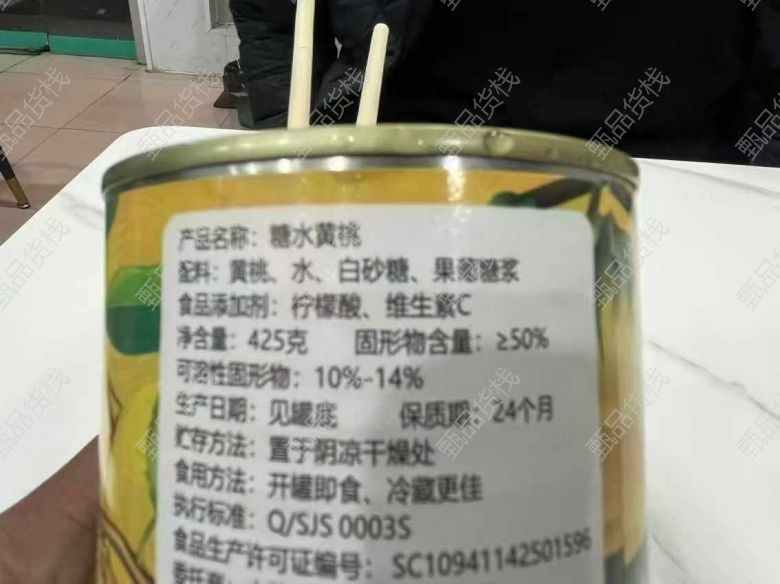 产品名称：糖水黄桃
配料：黄桃、水、白砂糖、果葡糖浆
食品添加剂：柠檬酸、维生素C
净含量：425克 固形物含量：≥50%
可溶性固形物：10%-14%
生产日期：见罐底 保质期：24个月
贮存方法：置于阴凉干燥处
食用方法：开罐即食、冷藏更佳
执行标准：Q/SJS 0003S
食品生产许可证编号：SC10941142501596
甄品货栈